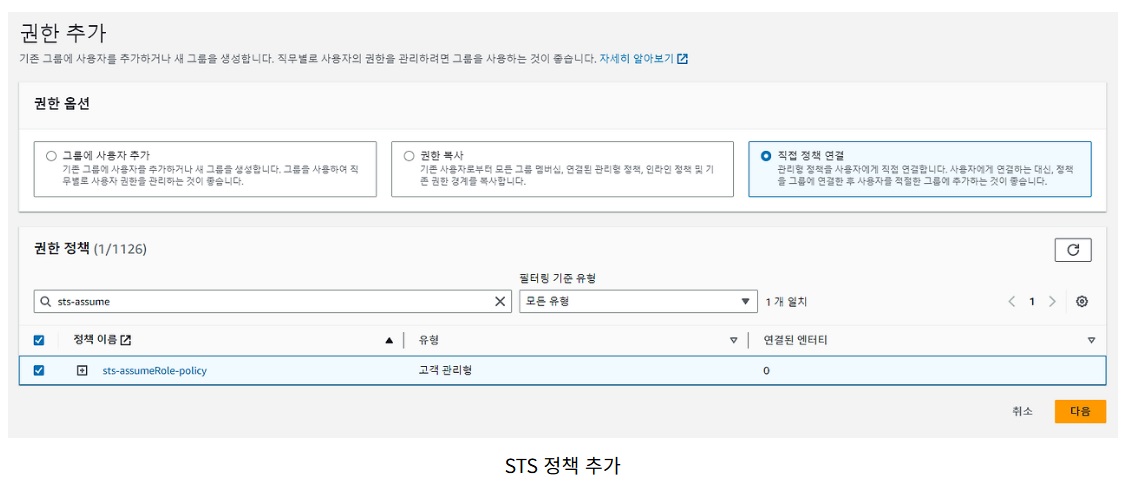 권한 추가
기존 그룹에 사용자를 추가하거나 새 그룹을 생성합니다. 직무별로 사용자의 권한을 관리하려면 그룹을 사용하는 것이 좋습니다. 자세히 알아보기
권한 옵션
그룹에 사용자 추가
기존 그룹에 사용자를 추가하거나 새 그룹을 생성합니다. 그룹을 사용하여 직
무별로 사용자 권한을 관리하는 것이 좋습니다.
권한 복사
기존 사용자로부터 모든 그룹 멤버십, 연결된 관리형 정책, 인라인 정책 및 기
존 권한 경계를 복사합니다.
직접 정책 연결
관리형 정책을 사용자에게 직접 연결합니다. 사용자에게 연결하는 대신, 정책
을 그룹에 연결한 후 사용자를 적절한 그룹에 추가하는 것이 좋습니다.
권한 정책 (1/1126)
필터링 기준 유형
sts-assume 모든 유형 1 개 일치 1
정책 이름 유형 연결된 엔터티
sts-assumeRole-policy 고객 관리형 0
취소 다음
STS 정책 추가